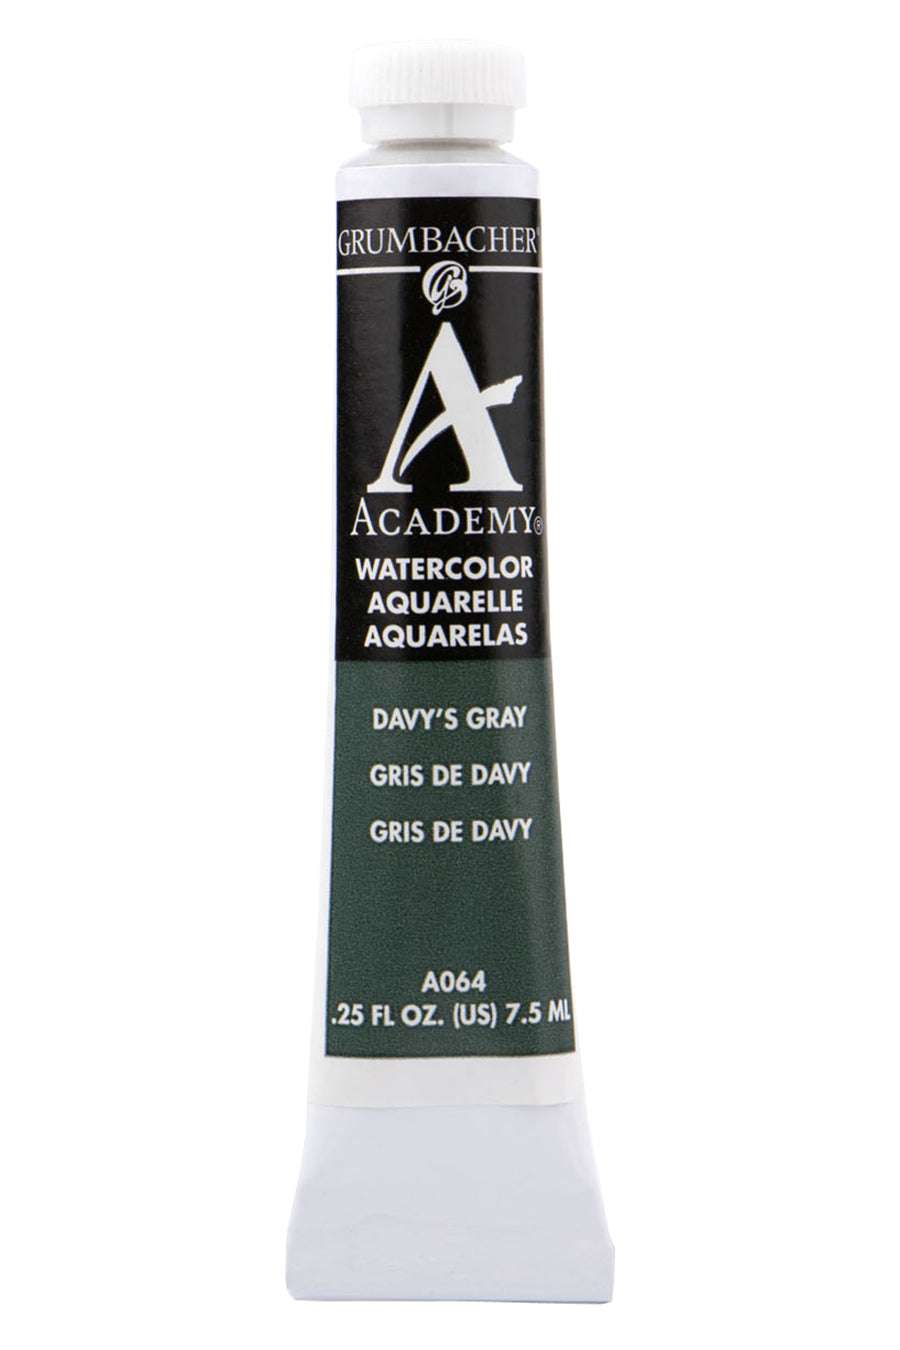 GRUMBACHER®
GB
A
ACADEMY®
WATERCOLOR
AQUARELLE
AQUARELAS
DAVY'S GRAY
GRIS DE DAVY
GRIS DE DAVY
A064
.25 FL OZ. (US) 7.5 ML